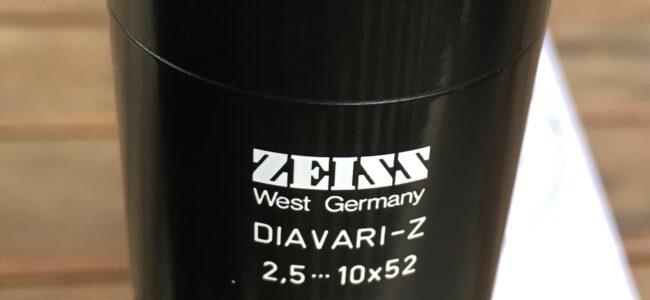 ZEISS
West Germany
DIAVARI-Z
2,5···10x52